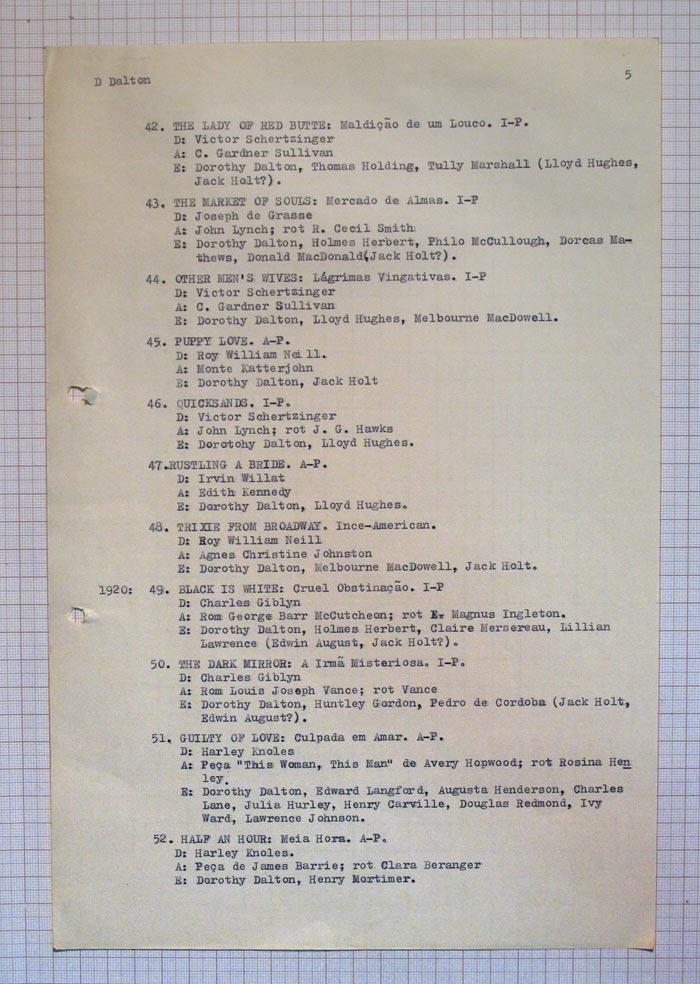 D Dalton 5
42. THE LADY OF RED BUTTE: Maldição de um Louco. I-P.
D: Victor Schertzinger
A: C. Gardner Sullivan
E: Dorothy Dalton, Thomas Holding, Tully Marshall (Lloyd Hughes,
Jack Holt?).
43. THE MARKET OF SOULS: Mercado de Almas. I-P
D: Joseph de Grasse
A: John Lynch; rot R. Cecil Smith
E: Dorothy Dalton, Holmes Herbert, Philo McCullough, Dorcas Ma-
thews, Donald MacDonald(Jack Holt?).
44. OTHER MEN'S WIVES: Lágrimas Vingativas. I-P
D: Victor Schertzinger
A: C. Gardner Sullivan
E: Dorothy Dalton, Lloyd Hughes, Melbourne MacDowell.
45. PUPPY LOVE. A-P.
D: Roy William Neill.
A: Monte Katterjohn
E: Dorothy Dalton, Jack Holt
46. QUICKSANDS. I-P.
D: Victor Schertzinger
A: John Lynch; rot J. G. Hawks
E: Dorotohy Dalton, Lloyd Hughes.
47.RUSTLING A BRIDE. A-P.
D: Irvin Willat
A: Edith Kennedy
E: Dorothy Dalton, Lloyd Hughes.
48. TRIXIE FROM BROADWAY. Ince-American.
D: Roy William Neill
A: Agnes Christine Johnston
E: Dorothy Dalton, Melbourne MacDowell, Jack Holt.
1920: 49. BLACK IS WHITE: Cruel Obstinação. I-P
D: Charles Giblyn
A: Rom George Barr McCutcheon; rot E. Magnus Ingleton.
E: Dorothy Dalton, Holmes Herbert, Claire Mersereau, Lillian
Lawrence (Edwin August, Jack Holt?).
50. THE DARK MIRROR: A Irmã Misteriosa. I-P.
D: Charles Giblyn
A: Rom Louis Joseph Vance; rot Vance
E: Dorothy Dalton, Huntley Gordon, Pedro de Cordoba (Jack Holt,
Edwin August?).
51. GUILTY OF LOVE: Culpada em Amar. A-P.
D: Harley Knoles
A: Peça "This Woman, This Man" de Avery Hopwood; rot Rosina Hen
ley.
E: Dorothy Dalton, Edward Langford, Augusta Henderson, Charles
Lane, Julia Hurley, Henry Carville, Douglas Redmond, Ivy
Ward, Lawrence Johnson.
52. HALF AN HOUR: Meia Hora. A-P.
D: Harley Knoles.
A: Peça de James Barrie; rot Clara Beranger
E: Dorothy Dalton, Henry Mortimer.